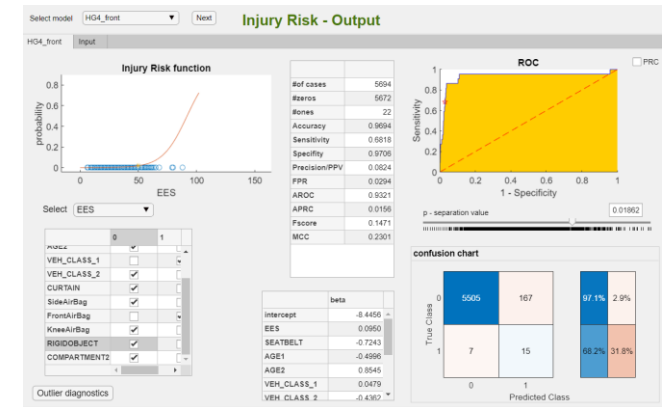 Select model HG4_front Next Injury Risk - Output
HG4_front Input
Injury Risk function
0.8
0.6
0.4
0.2
0
probability
0 50 100 150
EES
Select EES
0 1
AGE2
VEH_CLASS_1
VEH_CLASS_2
CURTAIN
SideAirBag
FrontAirBag
KneeAirBag
RIGIDOBJECT
COMPARTMENT2
Outlier diagnostics
#of cases 5694
#zeros 5672
#ones 22
Accuracy 0.9694
Sensitivity 0.6818
Specifity 0.9706
Precision/PPV 0.0824
FPR 0.0294
AROC 0.9321
APRC 0.0156
Fscore 0.1471
MCC 0.2301
beta
intercept -8.4456
EES 0.0950
SEATBELT -0.7243
AGE1 -0.4996
AGE2 0.8545
VEH_CLASS_1 0.0479
VEH_CLASS_2 -0.4362
ROC
PRC
1
0.8
0.6
0.4
0.2
0
Sensitivity
0 0.2 0.4 0.6 0.8 1
1 - Specificity
p - separation value 0.01862
confusion chart
True Class
0 5505 167 97.1% 2.9%
1 7 15 68.2% 31.8%
0 1
Predicted Class